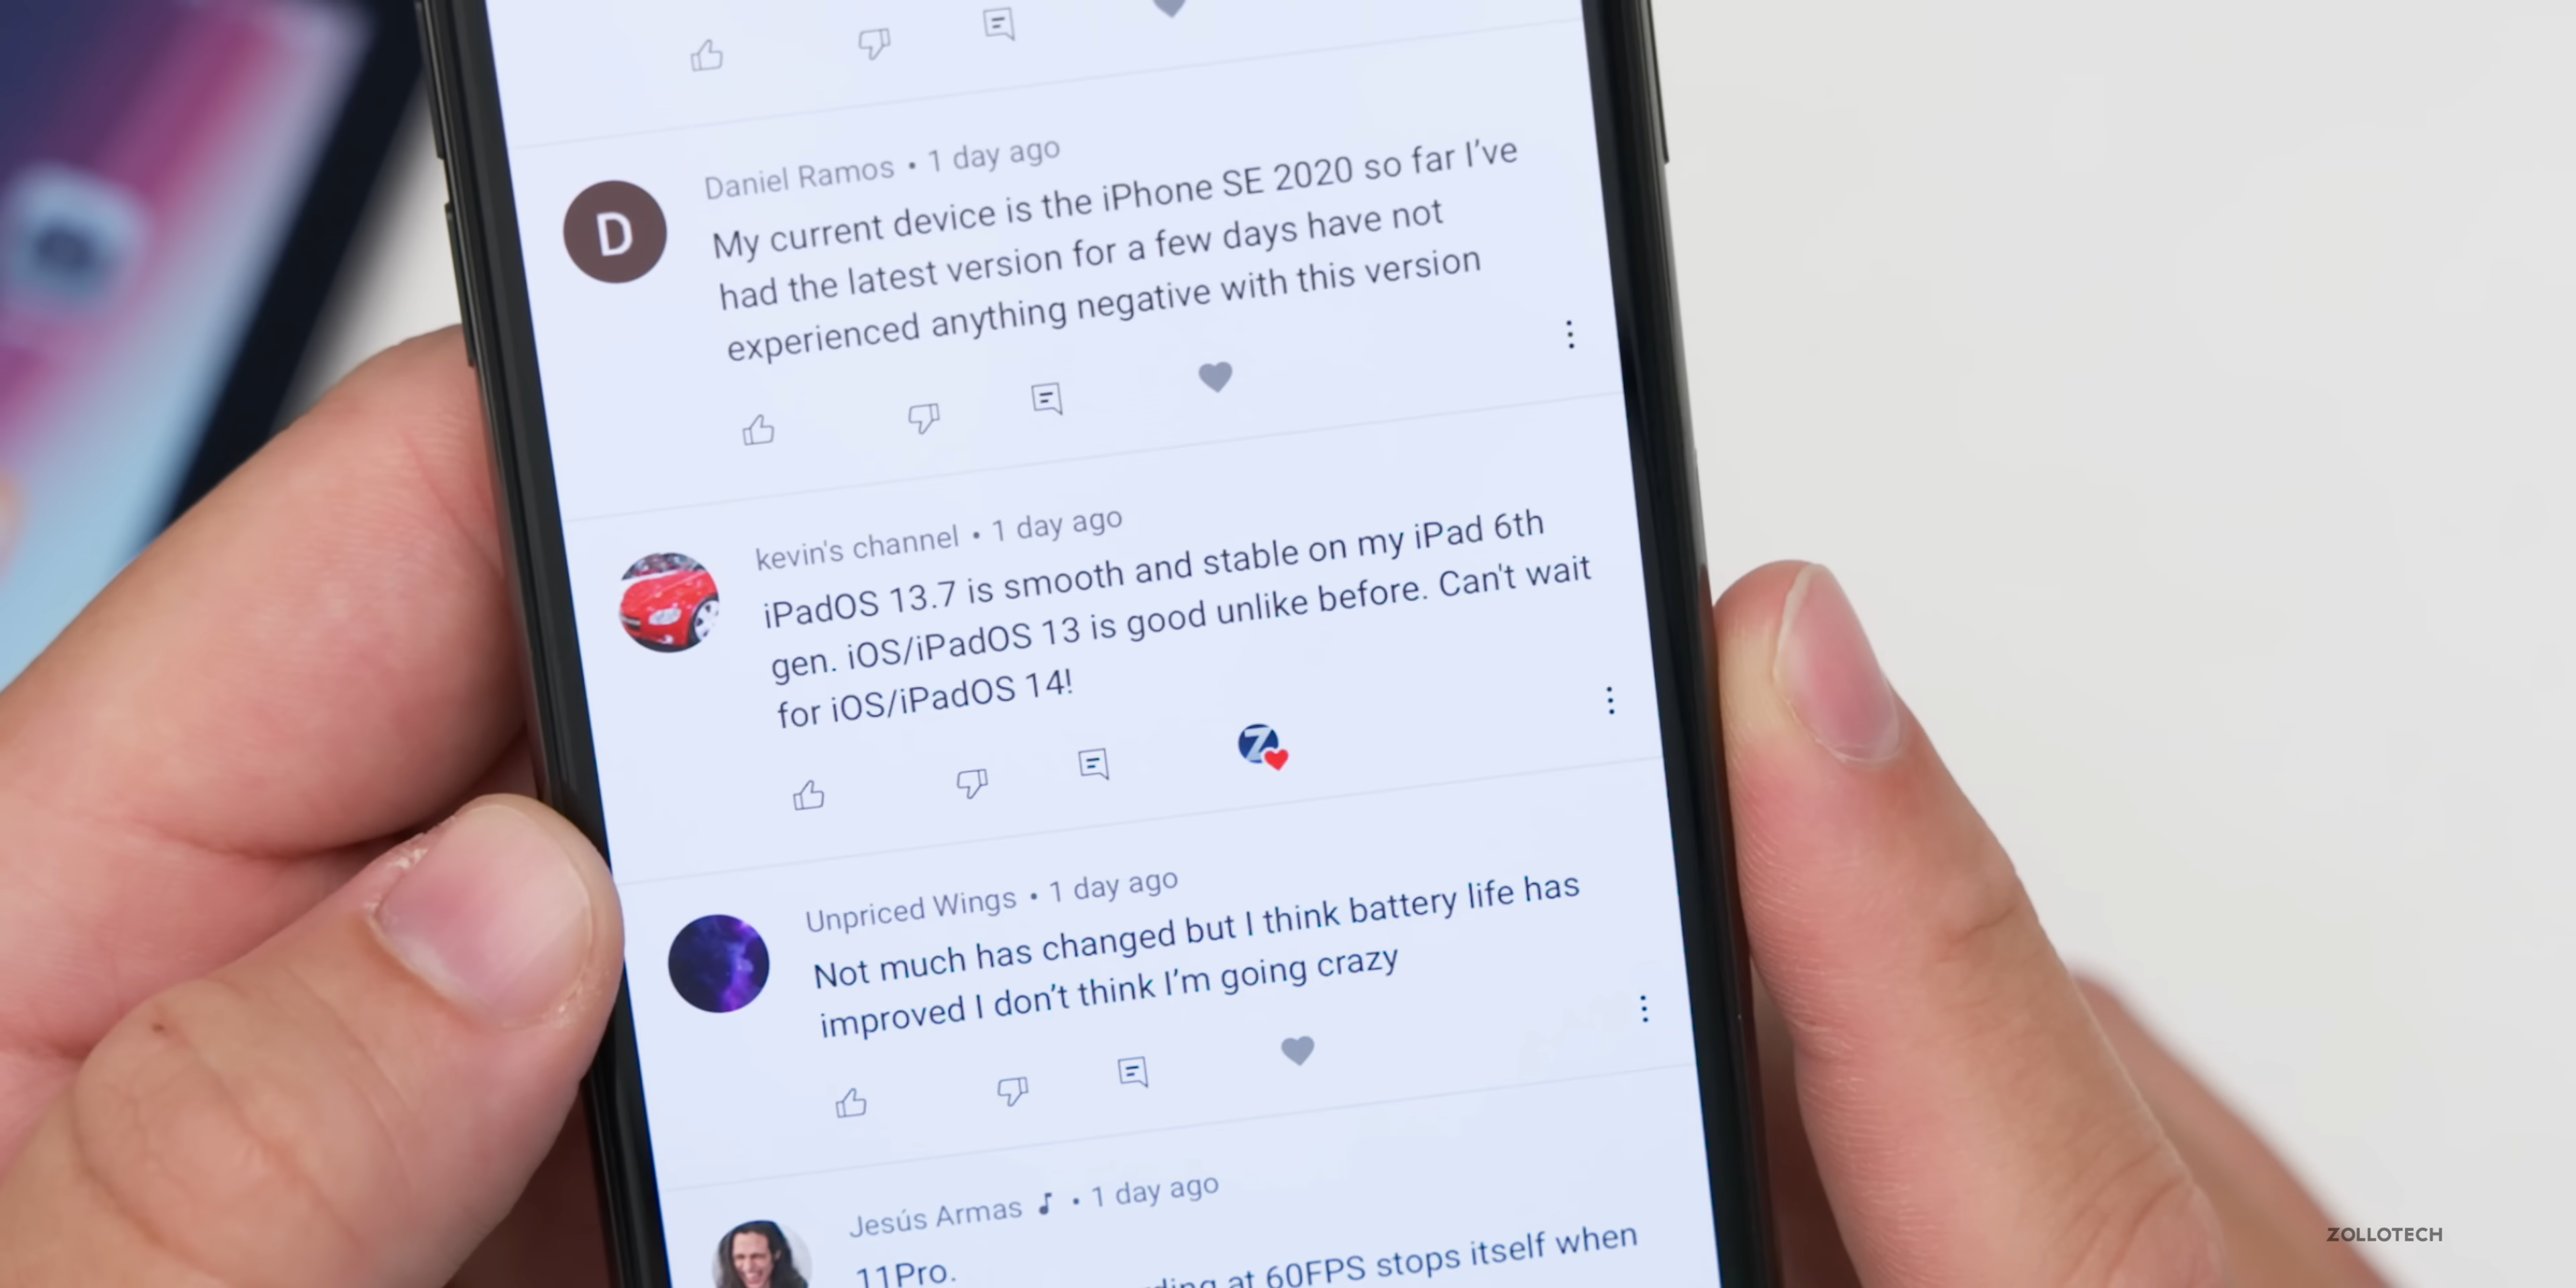 D
Daniel Ramos • 1 day ago
My current device is the iPhone SE 2020 so far I’ve
had the latest version for a few days have not
experienced anything negative with this version
kevin's channel • 1 day ago
iPadOS 13.7 is smooth and stable on my iPad 6th
gen. iOS/iPadOS 13 is good unlike before. Can't wait
for iOS/iPadOS 14!
Z
Unpriced Wings • 1 day ago
Not much has changed but I think battery life has
improved I don’t think I’m going crazy
Jesús Armas ♪ • 1 day ago
11Pro.
at 60FPS stops itself when
ZOLLOTECH